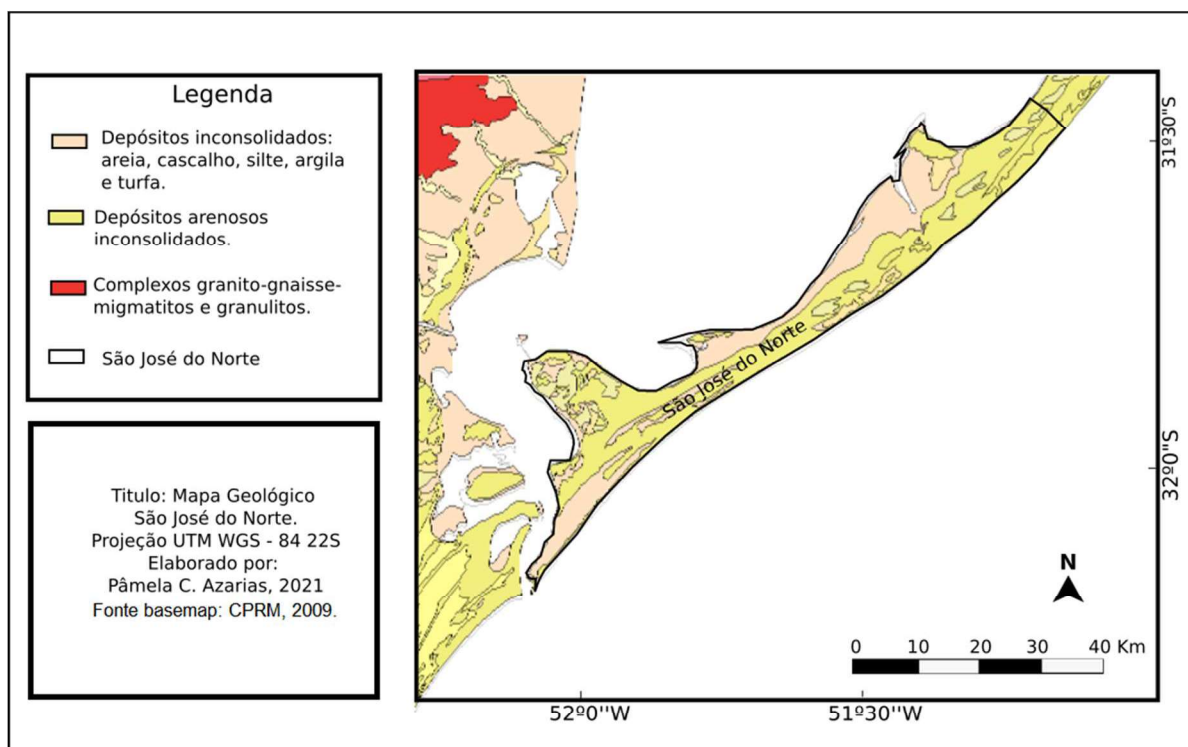 Legenda
Depósitos inconsolidados:
areia, cascalho, silte, argila
e turfa.
Depósitos arenosos
inconsolidados.
Complexos granito-gnaisse-
migmatitos e granulitos.
São José do Norte
Titulo: Mapa Geológico
São José do Norte.
Projeção UTM WGS - 84 22S
Elaborado por:
Pâmela C. Azarias, 2021
Fonte basemap: CPRM, 2009.
São José do Norte
31º30''S
32º0''S
N
0 10 20 30 40 Km
52º0''W
51º30''W